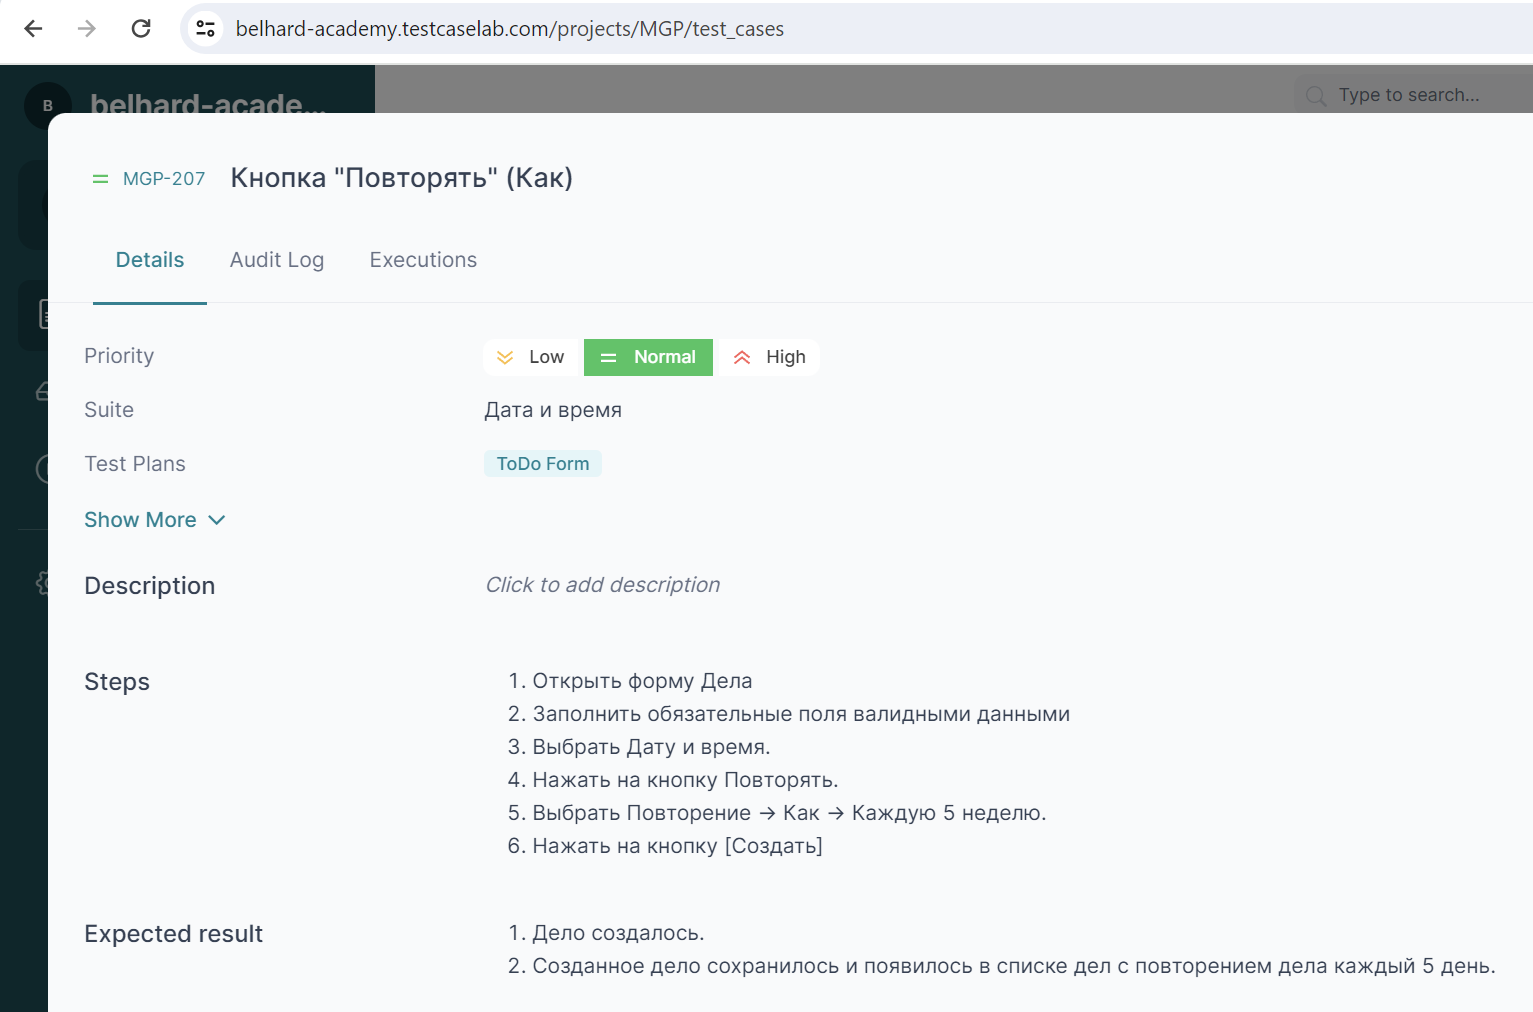 belhard-academy.testcaselab.com/projects/MGP/test_cases
B belhard-acade... Type to search...
MGP-207 Кнопка "Повторять" (Как)
Details Audit Log Executions
Priority Low Normal High
Suite Дата и время
Test Plans ToDo Form
Show More
Description Click to add description
Steps 1. Открыть форму Дела
2. Заполнить обязательные поля валидными данными
3. Выбрать Дату и время.
4. Нажать на кнопку Повторять.
5. Выбрать Повторение → Как → Каждую 5 неделю.
6. Нажать на кнопку [Создать]
Expected result 1. Дело создалось.
2. Созданное дело сохранилось и появилось в списке дел с повторением дела каждый 5 день.